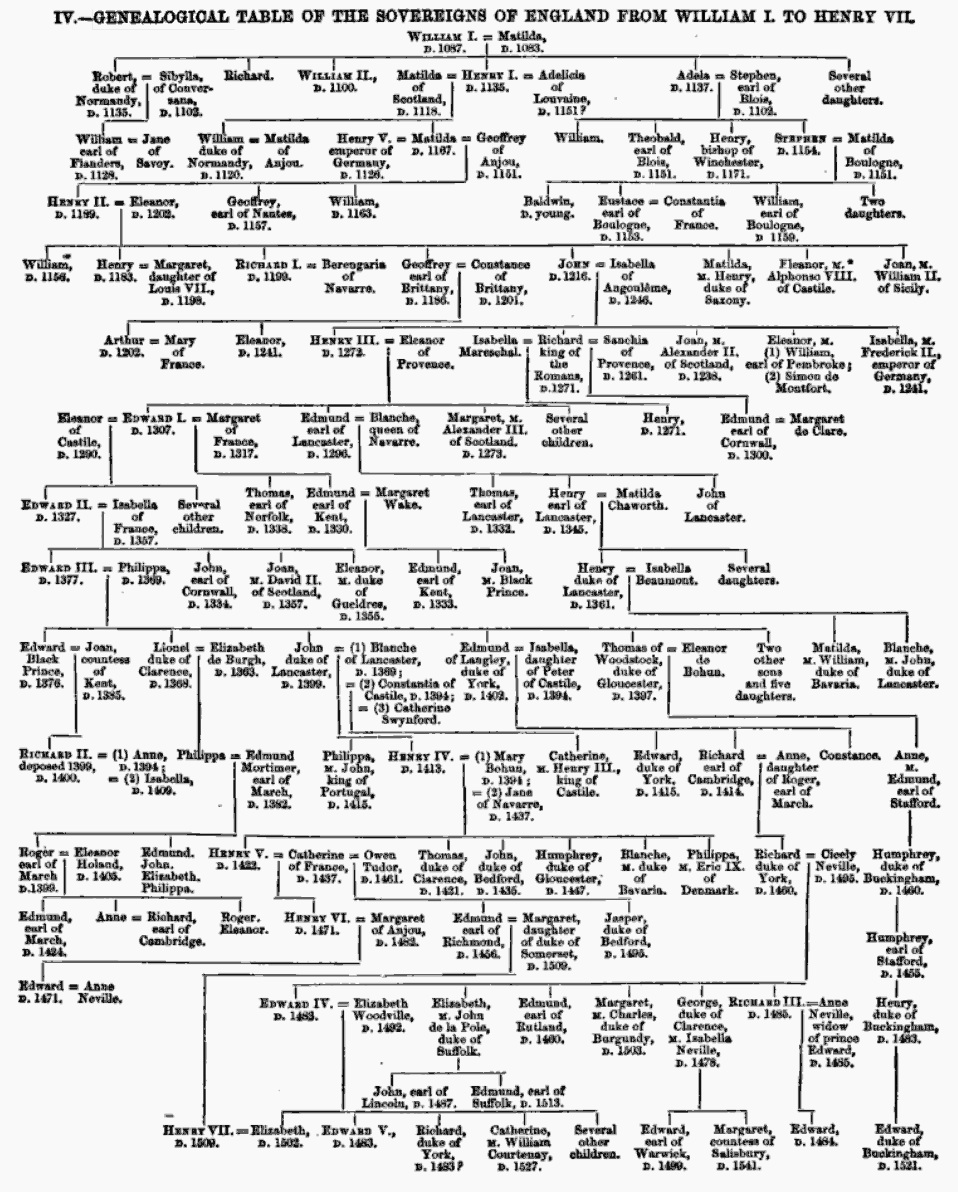 IV.—GENEALOGICAL TABLE OF THE SOVEREIGNS OF ENGLAND FROM WILLIAM I. TO HENRY VII.
WILLIAM I. = Matilda,
D. 1087. D. 1083.
Robert, = Sibylla, Richard. WILLIAM II., Matilda = HENRY I. = Adelicia Adela = Stephen, Several
duke of of Conver- D. 1100. of D. 1135. of D. 1137. earl of other
Normandy, sana, Scotland, Louvaine, Blois, daughters.
D. 1135. D. 1102. D. 1118. D. 1151? D. 1102.
William = Jane William = Matilda Henry V. = Matilda = Geoffrey William. Theobald, Henry, STEPHEN = Matilda
earl of of duke of of emperor of D. 1167. of earl of bishop of D. 1154. of
Flanders, Savoy. Normandy, Anjou. Germany, Anjou, Blois, Winchester, Boulogne,
D. 1128. D. 1120. D. 1126. D. 1151. D. 1151. D. 1171. D. 1151.
HENRY II. = Eleanor, Geoffrey, William, Baldwin, Eustace = Constantia William, Two
D. 1189. D. 1202. earl of Nantes, D. 1163. D. young. earl of of earl of daughters.
D. 1157. Boulogne, France. Boulogne,
D. 1153. D. 1159.
William, Henry = Margaret, RICHARD I. = Berengaria Geoffrey = Constance JOHN = Isabella Matilda, Eleanor, M. Joan, M.
D. 1156. D. 1183. daughter of D. 1199. of earl of of D. 1216. of M. Henry, Alphonso VIII. William II.
Louis VII., Navarre. Brittany, Brittany, Angoulême, duke of of Castile. of Sicily.
D. 1198. D. 1186. D. 1201. D. 1246. Saxony.
Arthur = Mary Eleanor, HENRY III. = Eleanor Isabella = Richard = Sanchia Joan, M. Eleanor, M. Isabella, M.
D. 1202. of D. 1241. D. 1272. of Mareschal. king of of Alexander II. (1) William, Frederick II.,
France. Provence. the Provence, of Scotland, earl of Pembroke; emperor of
Romans, D. 1261. D. 1238. (2) Simon de Germany,
D. 1271. Montfort. D. 1241.
Eleanor = EDWARD I. = Margaret Edmund = Blanche, Margaret, M. Several Henry, Edmund = Margaret
of D. 1307. of earl of queen of Alexander III. other D. 1271. earl of de Clare.
Castile, France, Lancaster, Navarre. of Scotland. children. Cornwall,
D. 1290. D. 1317. D. 1296. D. 1273. D. 1300.
EDWARD II. = Isabella Several Thomas, Edmund = Margaret Thomas, Henry = Matilda John
D. 1327. of other earl of earl of Wake. earl of earl of Chaworth. of
France, children. Norfolk, Kent, Lancaster, Lancaster, Lancaster.
D. 1357. D. 1338. D. 1330. D. 1332. D. 1345.
EDWARD III. = Philippa, John, Joan, Eleanor, Edmund, Joan, Henry = Isabella Several
D. 1377. D. 1369. earl of M. David II. M. duke earl of M. Black duke of Beaumont. daughters.
Cornwall, of Scotland, of Kent, Prince. Lancaster,
D. 1334. D. 1357. Gueldres, D. 1333. D. 1361.
D. 1355.
Edward = Joan, Lionel = Elizabeth John = (1) Blanche Edmund = Isabella, Thomas of = Eleanor Two Matilda, Blanche,
Black countess duke of de Burgh, duke of of Lancaster, of Langley, daughter Woodstock, de other M. William, M. John,
Prince, of Clarence, D. 1363. Lancaster, D. 1369; duke of of Peter duke of Bohun. sons duke of duke of
D. 1376. Kent, D. 1368. D. 1399. = (2) Constantia of York, of Castile, Gloucester, and five Bavaria. Lancaster.
D. 1385. Castile, D. 1394; D. 1402. D. 1394. D. 1397. daughters.
= (3) Catherine
Swynford.
RICHARD II. = (1) Anne, Philippa = Edmund Philippa, HENRY IV. = (1) Mary Catherine, Edward, Richard = Anne, Constance. Anne,
deposed 1399, D. 1394; Mortimer, M. John, D. 1413. Bohun, M. Henry III., duke of earl of daughter M.
D. 1400. = (2) Isabella, earl of king of D. 1394; king of York. Cambridge, of Roger, Edmund,
D. 1409. March, Portugal, = (2) Jane Castile. D. 1415. D. 1414. earl of earl of
D. 1382. D. 1415. of Navarre, March. Stafford.
D. 1437.
Roger = Eleanor Edmund. HENRY V. = Catherine = Owen Thomas, John, Humphrey, Blanche, Philippa, Richard = Cicely Humphrey,
earl of Holand, John. D. 1422. of France, Tudor, duke of duke of duke of M. duke M. Eric IX. duke of Neville, duke of
March D. 1405. Elizabeth. D. 1437. D. 1461. Clarence, Bedford, Gloucester, of of York, D. 1495. Buckingham,
D.1399. Philippa. D. 1421. D. 1435. D. 1447. Bavaria. Denmark. D. 1460. D. 1460.
Edmund, Anne = Richard, Roger. HENRY VI. = Margaret Edmund = Margaret, Jasper,
earl of earl of Eleanor. D. 1471. of Anjou, earl of daughter duke of
March, Cambridge. D. 1482. Richmond, of duke of Bedford,
D. 1424. D. 1456. Somerset, D. 1495.
D. 1509.
Humphrey,
earl of
Stafford,
D. 1455.
Edward = Anne
D. 1471. Neville.
EDWARD IV. = Elizabeth Elizabeth, Edmund, Margaret, George, RICHARD III. = Anne Henry,
D. 1483. Woodville, M. John earl of M. Charles, duke of D. 1485. Neville, duke of
D. 1492. de la Pole, Rutland, duke of Clarence, widow Buckingham,
duke of D. 1460. Burgundy, M. Isabella of prince D. 1483.
Suffolk. D. 1503. Neville, Edward,
D. 1478. D. 1485.
John, earl of Edmund, earl of
Lincoln, D. 1487. Suffolk, D. 1513.
HENRY VII. = Elizabeth, EDWARD V., Richard, Catherine, Several Edward, Margaret, Edward, Edward,
D. 1509. D. 1502. D. 1483. duke of M. William other earl of countess of D. 1484. duke of
York, Courtenay, children. Warwick, Salisbury, Buckingham,
D. 1483? D. 1527. D. 1499. D. 1541. D. 1521.